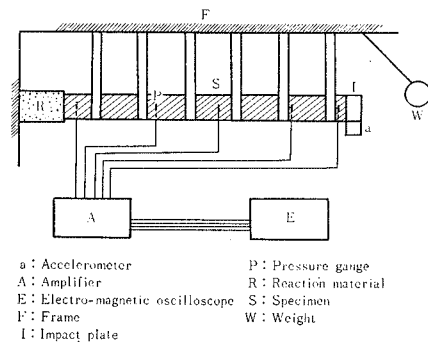 F
I
R
P
S
W
a
A
E
a : Accelerometer
A : Amplifier
E : Electro-magnetic oscilloscope
F : Frame
I : Impact plate
P : Pressure gauge
R : Reaction material
S : Specimen
W : Weight